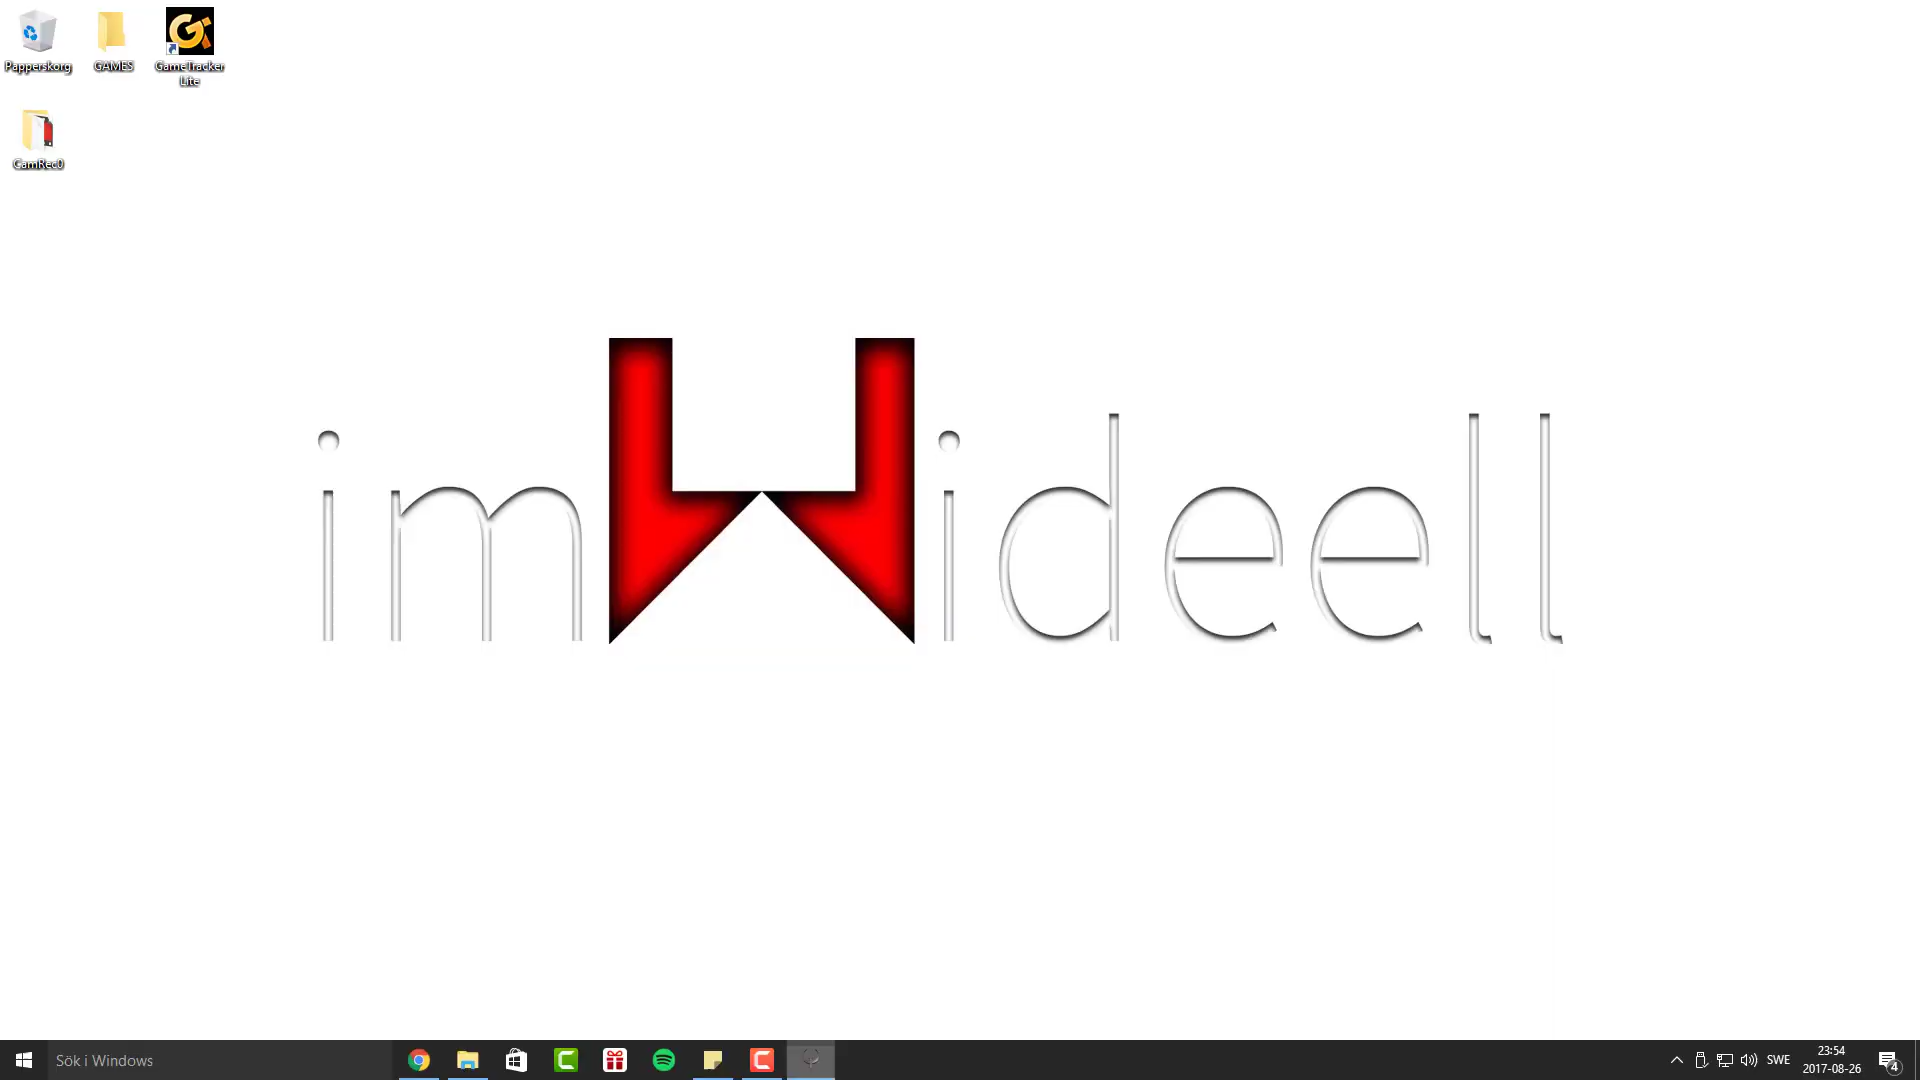 Papperskorg
GAMES
GameTracker
Lite
CamRec0
imWideell
Sök i Windows
SWE
23:54
2017-08-26
4